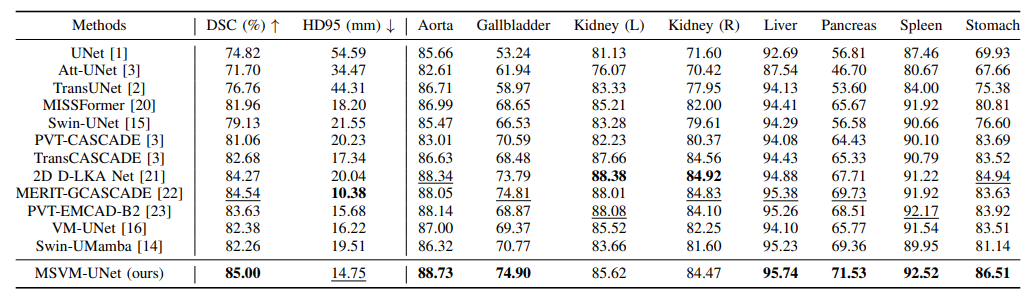 Methods DSC (%) ↑ HD95 (mm) ↓ Aorta Gallbladder Kidney (L) Kidney (R) Liver Pancreas Spleen Stomach
UNet [1] 74.82 54.59 85.66 53.24 81.13 71.60 92.69 56.81 87.46 69.93
Att-UNet [3] 71.70 34.47 82.61 61.94 76.07 70.42 87.54 46.70 80.67 67.66
TransUNet [2] 76.76 44.31 86.71 58.97 83.33 77.95 94.13 53.60 84.00 75.38
MISSFormer [20] 81.96 18.20 86.99 68.65 85.21 82.00 94.41 65.67 91.92 80.81
Swin-UNet [15] 79.13 21.55 85.47 66.53 83.28 79.61 94.29 56.58 90.66 76.60
PVT-CASCADE [3] 81.06 20.23 83.01 70.59 82.23 80.37 94.08 64.43 90.10 83.69
TransCASCADE [3] 82.68 17.34 86.63 68.48 87.66 84.56 94.43 65.33 90.79 83.52
2D D-LKA Net [21] 84.27 20.04 88.34 73.79 88.38 84.92 94.88 67.71 91.22 84.94
MERIT-GCASCADE [22] 84.54 10.38 88.05 74.81 88.01 84.83 95.38 69.73 91.92 83.63
PVT-EMCAD-B2 [23] 83.63 15.68 88.14 68.87 88.08 84.10 95.26 68.51 92.17 83.92
VM-UNet [16] 82.38 16.22 87.00 69.37 85.52 82.25 94.10 65.77 91.54 83.51
Swin-UMamba [14] 82.26 19.51 86.32 70.77 83.66 81.60 95.23 69.36 89.95 81.14
MSVM-UNet (ours) 85.00 14.75 88.73 74.90 85.62 84.47 95.74 71.53 92.52 86.51